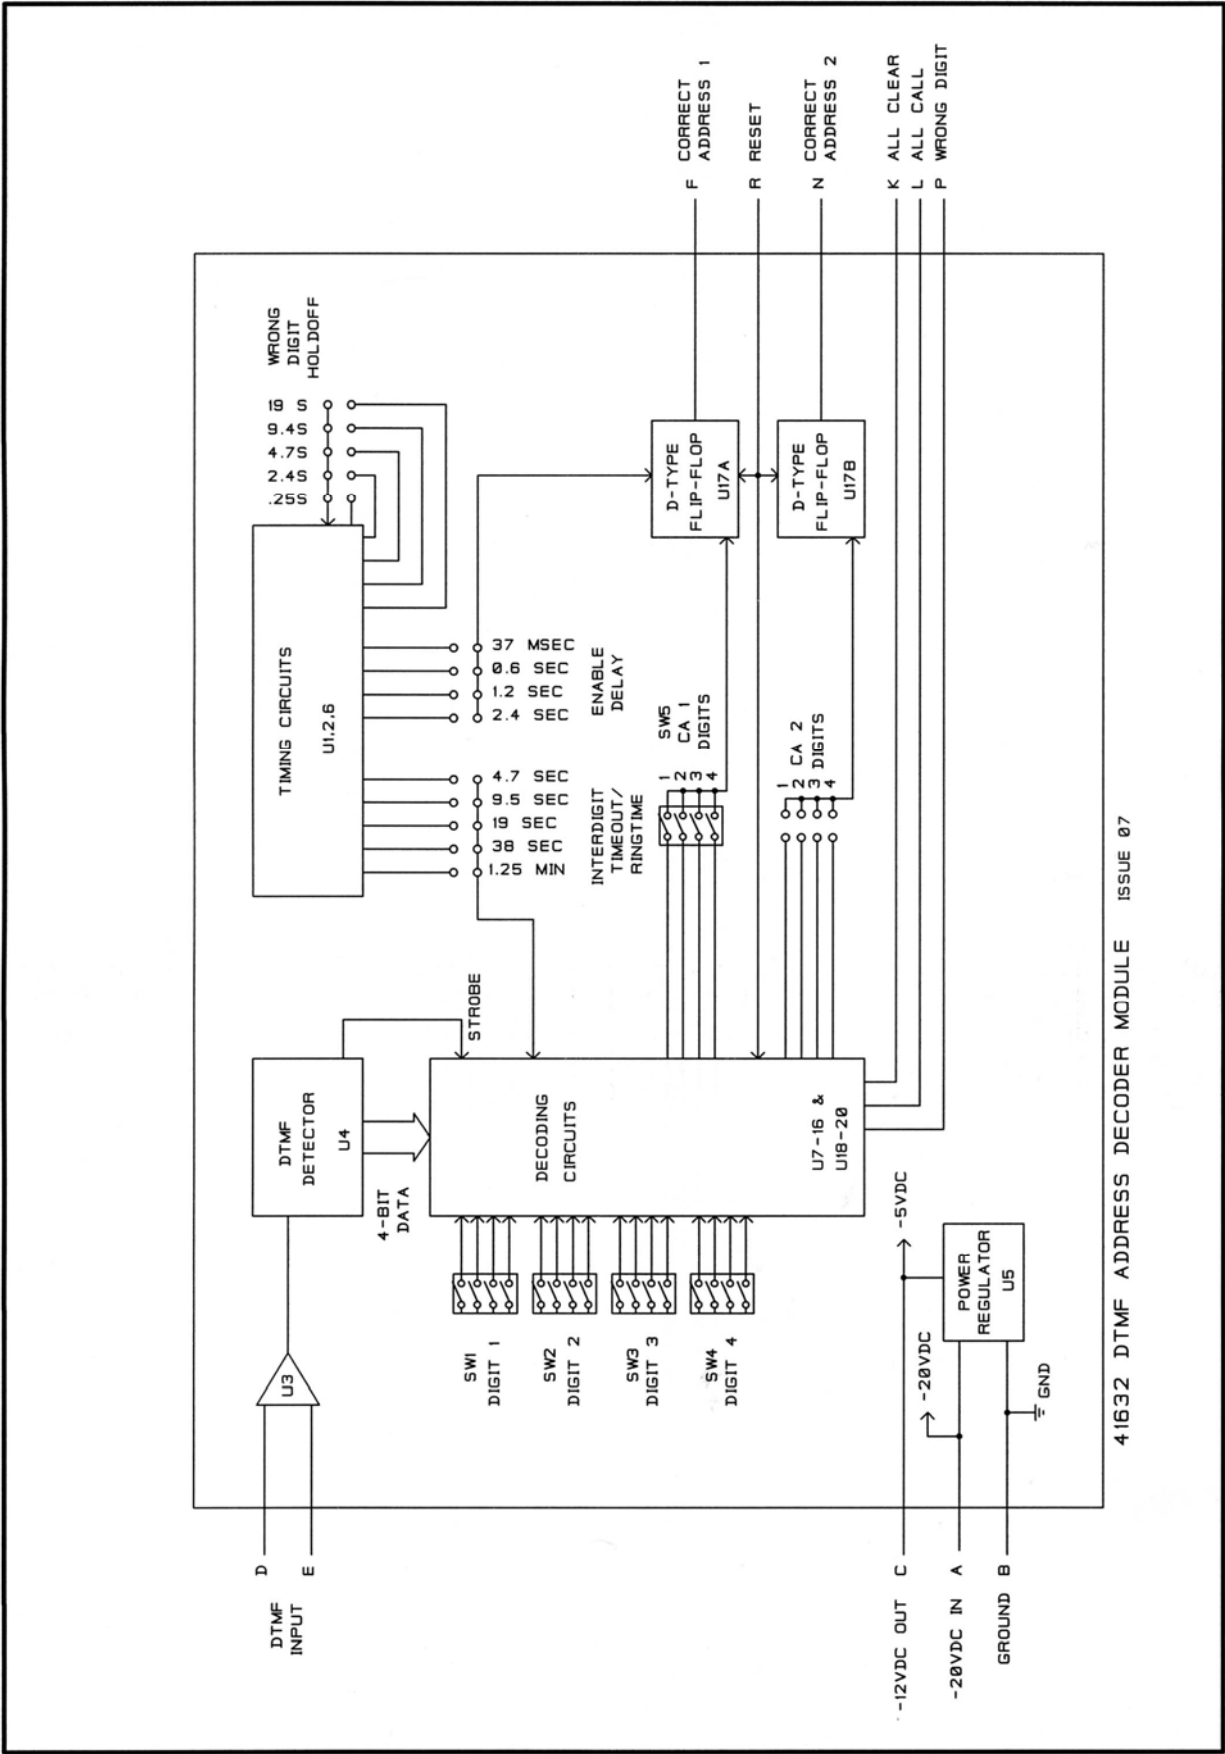 DTMF
INPUT
D
E
U3
DTMF
DETECTOR
U4
4-BIT
DATA
STROBE
TIMING CIRCUITS
U1,2,6
WRONG
DIGIT
HOLDOFF
.25S
2.4S
4.7S
9.4S
19 S
1.25 MIN
38 SEC
19 SEC
9.5 SEC
4.7 SEC
INTERDIGIT
TIMEOUT/
RINGTIME
2.4 SEC
1.2 SEC
0.6 SEC
37 MSEC
ENABLE
DELAY
SW1
DIGIT 1
SW2
DIGIT 2
SW3
DIGIT 3
SW4
DIGIT 4
DECODING
CIRCUITS
U7-16 &
U18-20
SW5
CA 1
DIGITS
1
2
3
4
CA 2
DIGITS
1
2
3
4
D-TYPE
FLIP-FLOP
U17A
D-TYPE
FLIP-FLOP
U17B
F CORRECT
ADDRESS 1
R RESET
N CORRECT
ADDRESS 2
K ALL CLEAR
L ALL CALL
P WRONG DIGIT
-12VDC OUT C
-20VDC IN A
GROUND B
-5VDC
-20VDC
GND
POWER
REGULATOR
U5
41632 DTMF ADDRESS DECODER MODULE ISSUE 07